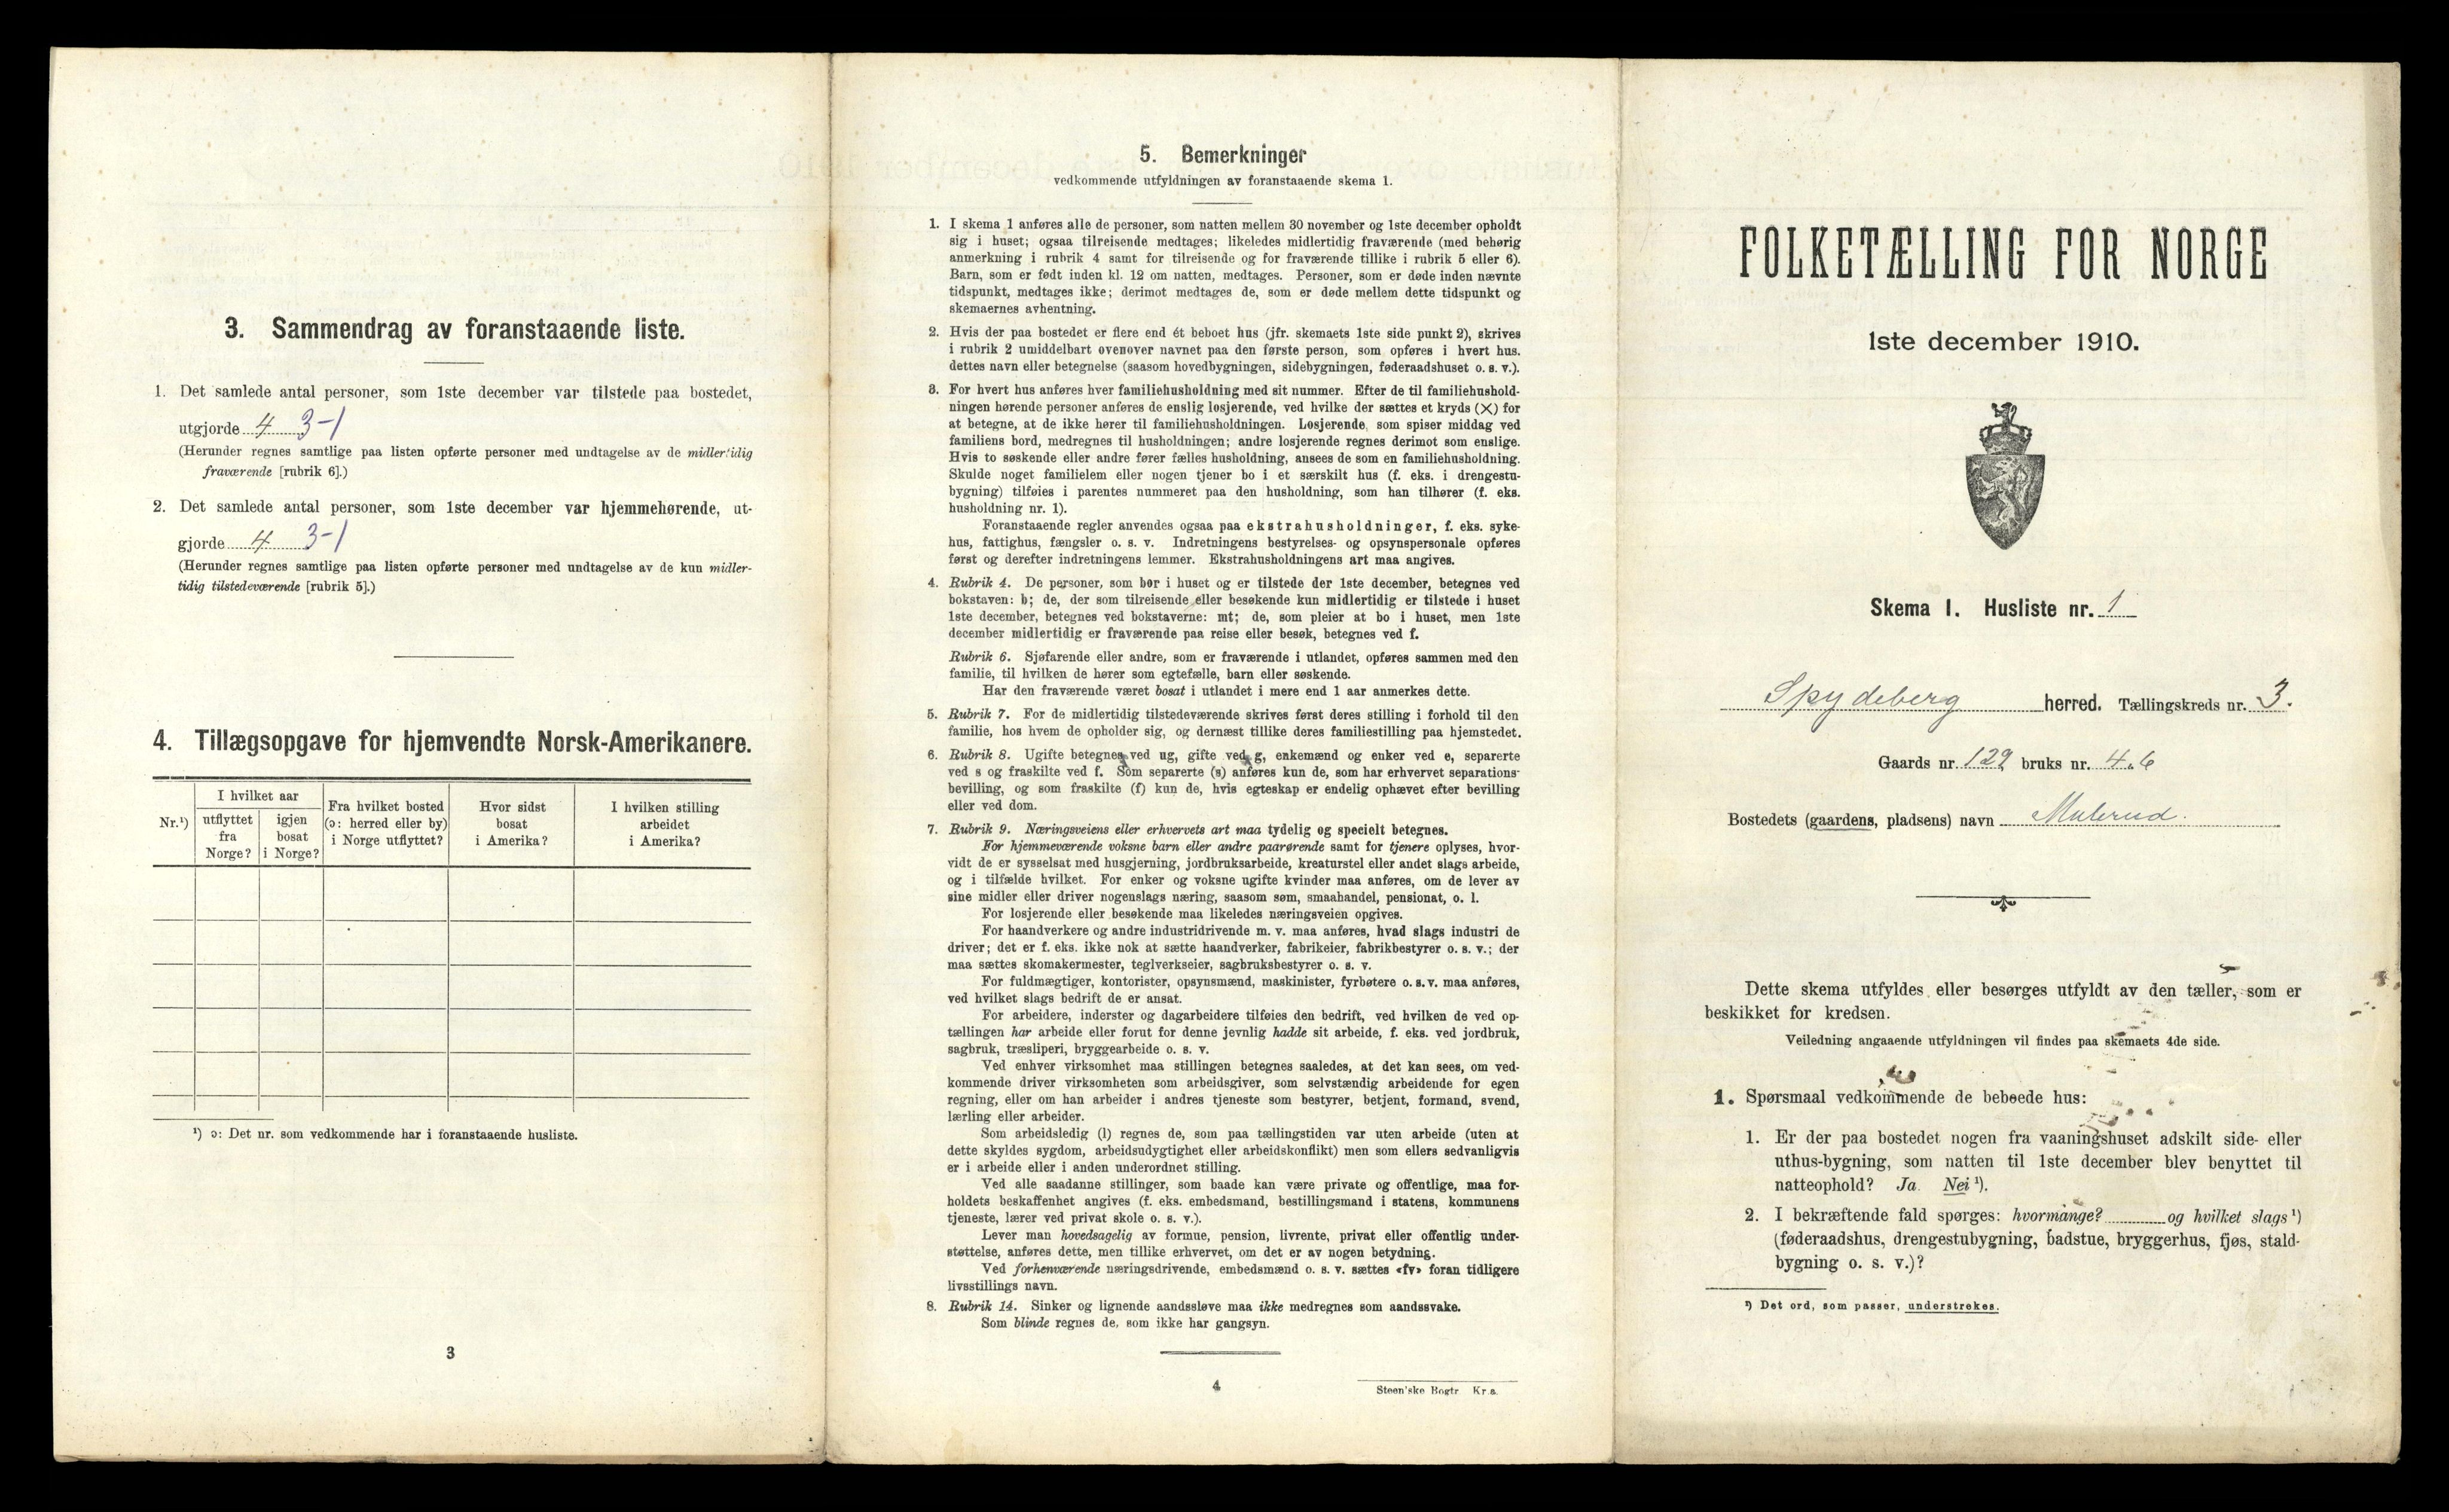 3. Sammendrag av foranstaaende liste.
1. Det samlede antal personer, som 1ste december var tilstede paa bostedet,
utgjorde 4 3-1
(Herunder regnes samtlige paa listen opførte personer med undtagelse av de midlertidig
fraværende [rubrik 6].)
2. Det samlede antal personer, som 1ste december var hjemmehørende, ut-
gjorde 4 3-1
(Herunder regnes samtlige paa listen opførte personer med undtagelse av de kun midler-
tidig tilstedeværende [rubrik 5].)
4. Tillægsopgave for hjemvendte Norsk-Amerikanere.
Nr.¹)
I hvilket aar
utflyttet
fra
Norge?
igjen
bosat
i Norge?
Fra hvilket bosted
(ɔ: herred eller by)
i Norge utflyttet?
Hvor sidst
bosat
i Amerika?
I hvilken stilling
arbeidet
i Amerika?
¹) ɔ: Det nr. som vedkommende har i foranstaaende husliste.
3
5. Bemerkninger
vedkommende utfyldningen av foranstaaende skema 1.
1. I skema 1 anføres alle de personer, som natten mellem 30 november og 1ste december opholdt
sig i huset; ogsaa tilreisende medtages; likeledes midlertidig fraværende (med behørig
anmerkning i rubrik 4 samt for tilreisende og for fraværende tillike i rubrik 5 eller 6).
Barn, som er født inden kl. 12 om natten, medtages. Personer, som er døde inden nævnte
tidspunkt, medtages ikke; derimot medtages de, som er døde mellem dette tidspunkt og
skemaernes avhentning.
2. Hvis der paa bostedet er flere end ét beboet hus (jfr. skemaets 1ste side punkt 2), skrives
i rubrik 2 umiddelbart ovenover navnet paa den første person, som opføres i hvert hus.
dettes navn eller betegnelse (saasom hovedbygningen, sidebygningen, føderaadshuset o. s. v.).
3. For hvert hus anføres hver familiehusholdning med sit nummer. Efter de til familiehushold-
ningen hørende personer anføres de enslig losjerende, ved hvilke der sættes et kryds (×) for
at betegne, at de ikke hører til familiehusholdningen. Losjerende som spiser middag ved
familiens bord, medregnes til husholdningen; andre losjerende regnes derimot som enslige.
Hvis to søskende eller andre fører fælles husholdning, ansees de som en familiehusholdning.
Skulde noget familielem eller nogen tjener bo i et særskilt hus (f. eks. i drengestu-
bygning) tilføies i parentes nummeret paa den husholdning, som han tilhører (f. eks.
husholdning nr. 1).
Foranstaaende regler anvendes ogsaa paa ekstrahusholdninger, f. eks. syke-
hus, fattighus, fængsler o. s. v. Indretningens bestyrelses- og opsynspersonale opføres
først og derefter indretningens lemmer. Ekstrahusholdningens art maa angives.
4. Rubrik 4. De personer, som bor i huset og er tilstede der 1ste december, betegnes ved
bokstaven: b; de, der som tilreisende eller besøkende kun midlertidig er tilstede i huset
1ste december, betegnes ved bokstaverne: mt; de, som pleier at bo i huset, men 1ste
december midlertidig er fraværende paa reise eller besøk, betegnes ved f.
Rubrik 6. Sjøfarende eller andre, som er fraværende i utlandet, opføres sammen med den
familie, til hvilken de hører som egtefælle, barn eller søskende.
Har den fraværende været bosat i utlandet i mere end 1 aar anmerkes dette.
5. Rubrik 7. For de midlertidig tilstedeværende skrives først deres stilling i forhold til den
familie, hos hvem de opholder sig, og dernæst tillike deres familiestilling paa hjemstedet.
6. Rubrik 8. Ugifte betegnes ved ug, gifte ved g, enkemænd og enker ved e, separerte
ved s og fraskilte ved f. Som separerte (s) anføres kun de, som har erhvervet separations-
bevilling, og som fraskilte (f) kun de, hvis egteskap er endelig ophævet efter bevilling
eller ved dom.
7. Rubrik 9. Næringsveiens eller erhvervets art maa tydelig og specielt betegnes.
For hjemmeværende voksne barn eller andre paarørende samt for tjenere oplyses, hvor-
vidt de er sysselsat med husgjerning, jordbruksarbeide, kreaturstel eller andet slags arbeide,
og i tilfælde hvilket. For enker og voksne ugifte kvinder maa anføres, om de lever av
sine midler eller driver nogenslags næring, saasom søm, smaahandel, pensionat, o. l.
For losjerende eller besøkende maa likeledes næringsveien opgives.
For haandverkere og andre industridrivende m. v. maa anføres, hvad slags industri de
driver; det er f. eks. ikke nok at sætte haandverker, fabrikeier, fabrikbestyrer o. s. v.; der
maa sættes skomakermester, teglverkseier, sagbruksbestyrer o. s. v.
For fuldmægtiger, kontorister, opsynsmænd, maskinister, fyrbøtere o. s. v. maa anføres,
ved hvilket slags bedrift de er ansat.
For arbeidere, inderster og dagarbeidere tilføies den bedrift, ved hvilken de ved op-
tællingen har arbeide eller forut for denne jevnlig hadde sit arbeide, f. eks. ved jordbruk,
sagbruk, træsliperi, bryggearbeide o. s. v.
Ved enhver virksomhet maa stillingen betegnes saaledes, at det kan sees, om ved-
kommende driver virksomheten som arbeidsgiver, som selvstændig arbeidende for egen
regning, eller om han arbeider i andres tjeneste som bestyrer, betjent, formand, svend,
lærling eller arbeider.
Som arbeidsledig (l) regnes de, som paa tællingstiden var uten arbeide (uten at
dette skyldes sygdom, arbeidsudygtighet eller arbeidskonflikt) men som ellers sedvanligvis
er i arbeide eller i anden underordnet stilling.
Ved alle saadanne stillinger, som baade kan være private og offentlige, maa for-
holdets beskaffenhet angives (f. eks. embedsmand, bestillingsmand i statens, kommunens
tjeneste, lærer ved privat skole o. s. v.).
Lever man hovedsagelig av formue, pension, livrente, privat eller offentlig under-
støttelse, anføres dette, men tillike erhvervet, om det er av nogen betydning.
Ved forhenværende næringsdrivende, embedsmænd o. s. v. sættes «fv» foran tidligere
livsstillings navn.
8. Rubrik 14. Sinker og lignende aandssløve maa ikke medregnes som aandssvake.
Som blinde regnes de, som ikke har gangsyn.
4
Steen'ske Bogtr Kr.a.
FOLKETÆLLING FOR NORGE
1ste december 1910.
Skema I. Husliste nr. 1
Spydeberg herred. Tællingskreds nr. 3.
Gaards nr. 122 bruks nr. 4.6
Bostedets (gaardens, pladsens) navn Mulerud.
Dette skema utfyldes eller besørges utfyldt av den tæller, som er
beskikket for kredsen.
Veiledning angaaende utfyldningen vil findes paa skemaets 4de side.
1. Spørsmaal vedkommende de beboede hus:
1. Er der paa bostedet nogen fra vaaningshuset adskilt side- eller
uthus-bygning, som natten til 1ste december blev benyttet til
natteophold? Ja. Nei ¹).
2. I bekræftende fald spørges: hvormange? og hvilket slags ¹)
(føderaadshus, drengestubygning, badstue, bryggerhus, fjøs, stald-
bygning o. s. v.)?
¹) Det ord, som passer, understrekes.